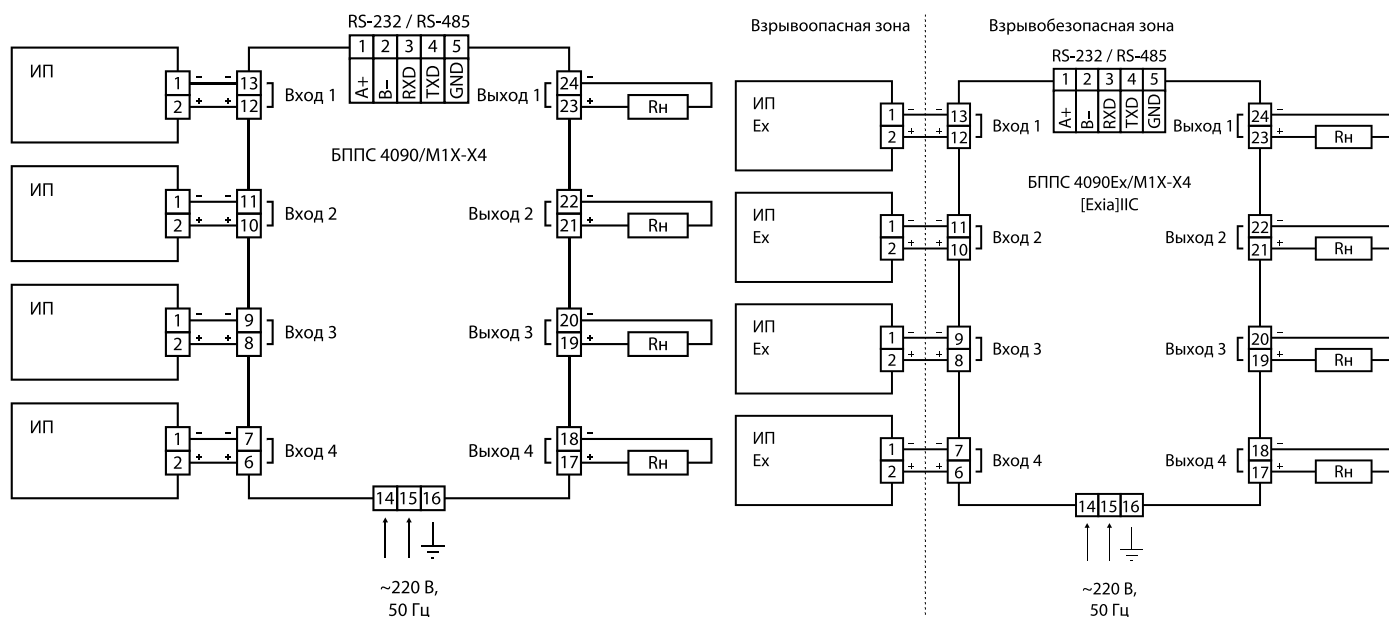 RS-232 / RS-485
1 2 3 4 5
A+ B– RXD TXD GND
ИП
1 - - 13
2 + + 12
Вход 1
Выход 1
24 -
23 + Rн
БППС 4090/М1Х-Х4
ИП
1 - - 11
2 + + 10
Вход 2
Выход 2
22 -
21 + Rн
ИП
1 - - 9
2 + + 8
Вход 3
Выход 3
20 -
19 + Rн
ИП
1 - - 7
2 + + 6
Вход 4
Выход 4
18 -
17 + Rн
14 15 16
~220 В,
50 Гц
Взрывоопасная зона
Взрывобезопасная зона
RS-232 / RS-485
1 2 3 4 5
A+ B– RXD TXD GND
ИП
Ex
1 - - 13
2 + + 12
Вход 1
Выход 1
24 -
23 + Rн
БППС 4090Ex/М1Х-Х4
[Exia]IIC
ИП
Ex
1 - - 11
2 + + 10
Вход 2
Выход 2
22 -
21 + Rн
ИП
Ex
1 - - 9
2 + + 8
Вход 3
Выход 3
20 -
19 + Rн
ИП
Ex
1 - - 7
2 + + 6
Вход 4
Выход 4
18 -
17 + Rн
14 15 16
~220 В,
50 Гц